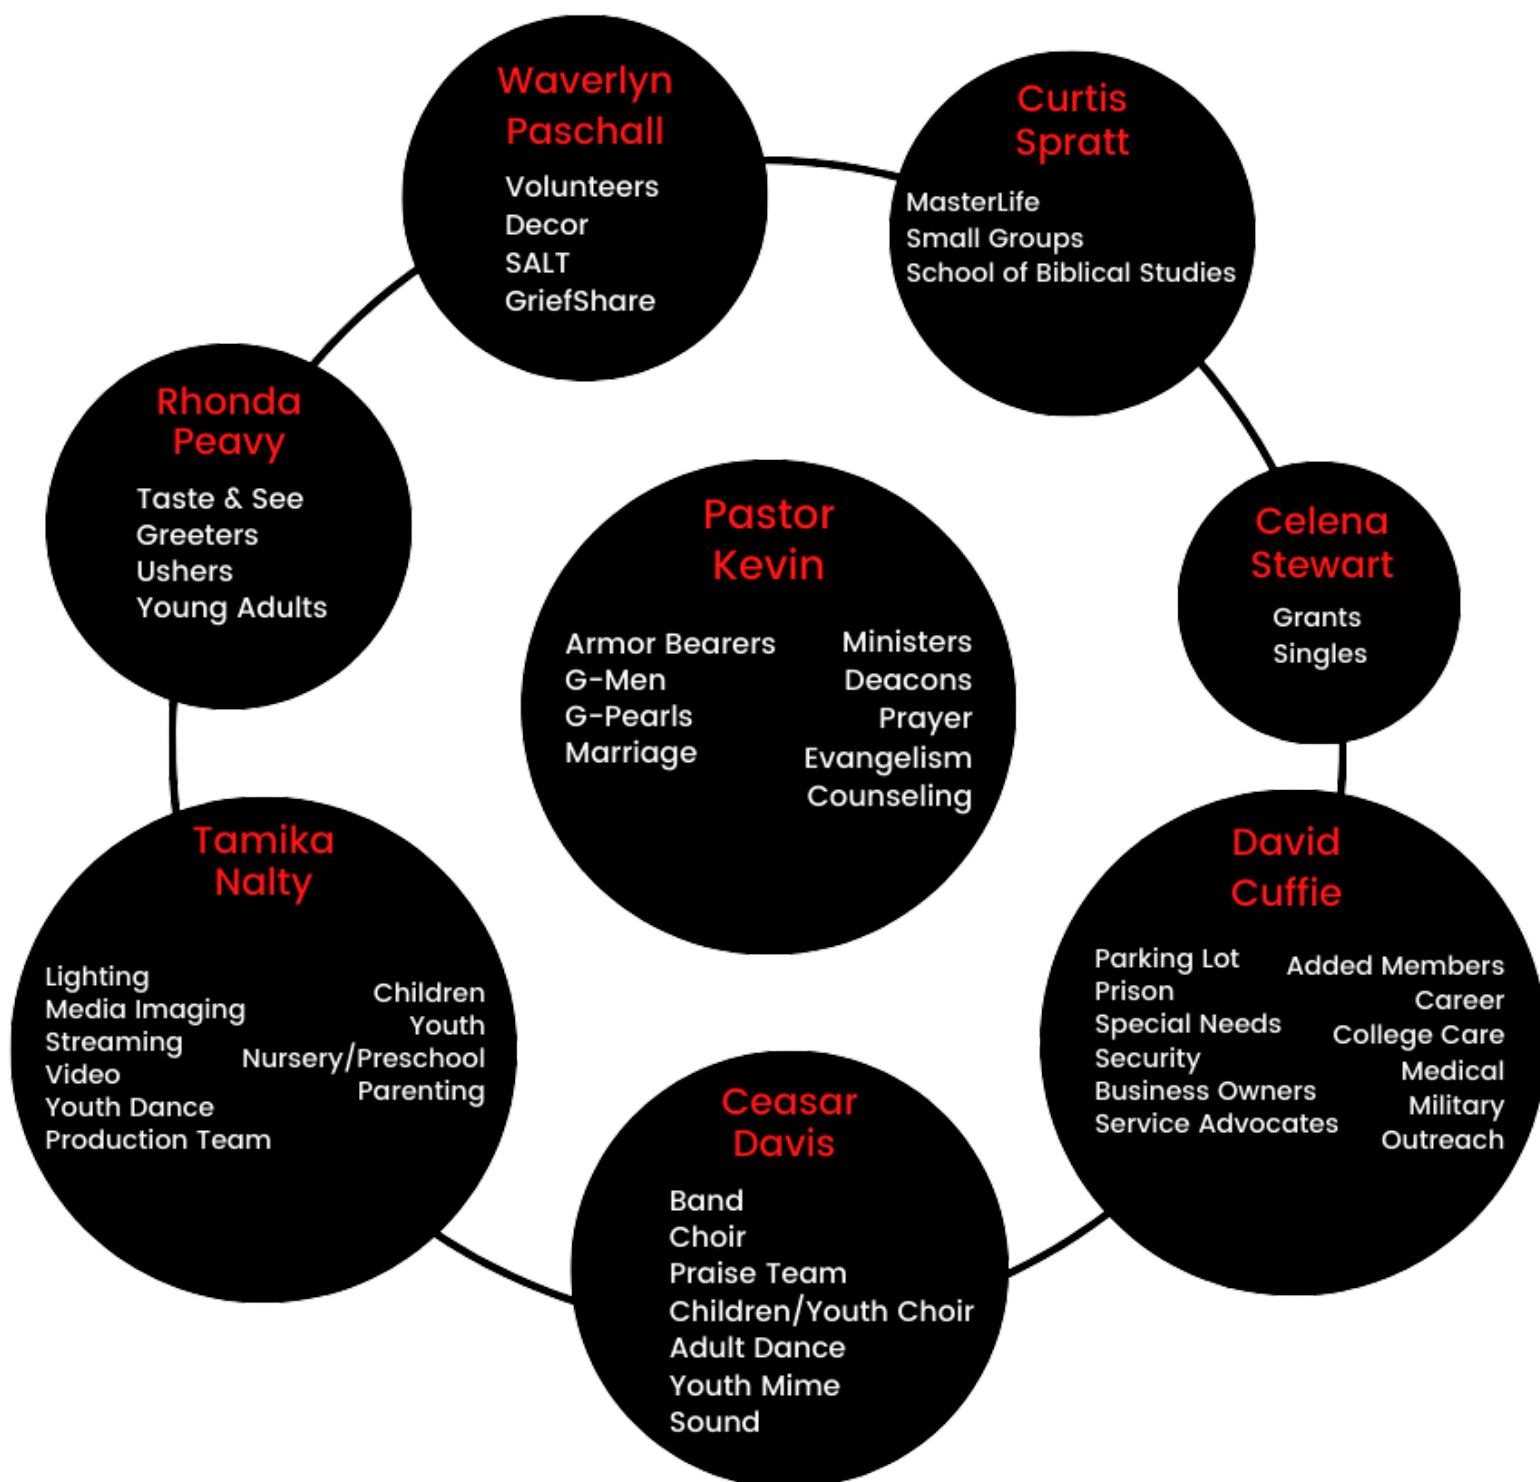 Waverlyn
Paschall
Volunteers
Decor
SALT
GriefShare
Curtis
Spratt
MasterLife
Small Groups
School of Biblical Studies
Rhonda
Peavy
Taste & See
Greeters
Ushers
Young Adults
Pastor
Kevin
Armor Bearers
G-Men
G-Pearls
Marriage
Ministers
Deacons
Prayer
Evangelism
Counseling
Celena
Stewart
Grants
Singles
Tamika
Nalty
Lighting
Media Imaging
Streaming
Video
Youth Dance
Production Team
Children
Youth
Nursery/Preschool
Parenting
Ceasar
Davis
Band
Choir
Praise Team
Children/Youth Choir
Adult Dance
Youth Mime
Sound
David
Cuffie
Parking Lot
Prison
Special Needs
Security
Business Owners
Service Advocates
Added Members
Career
College Care
Medical
Military
Outreach